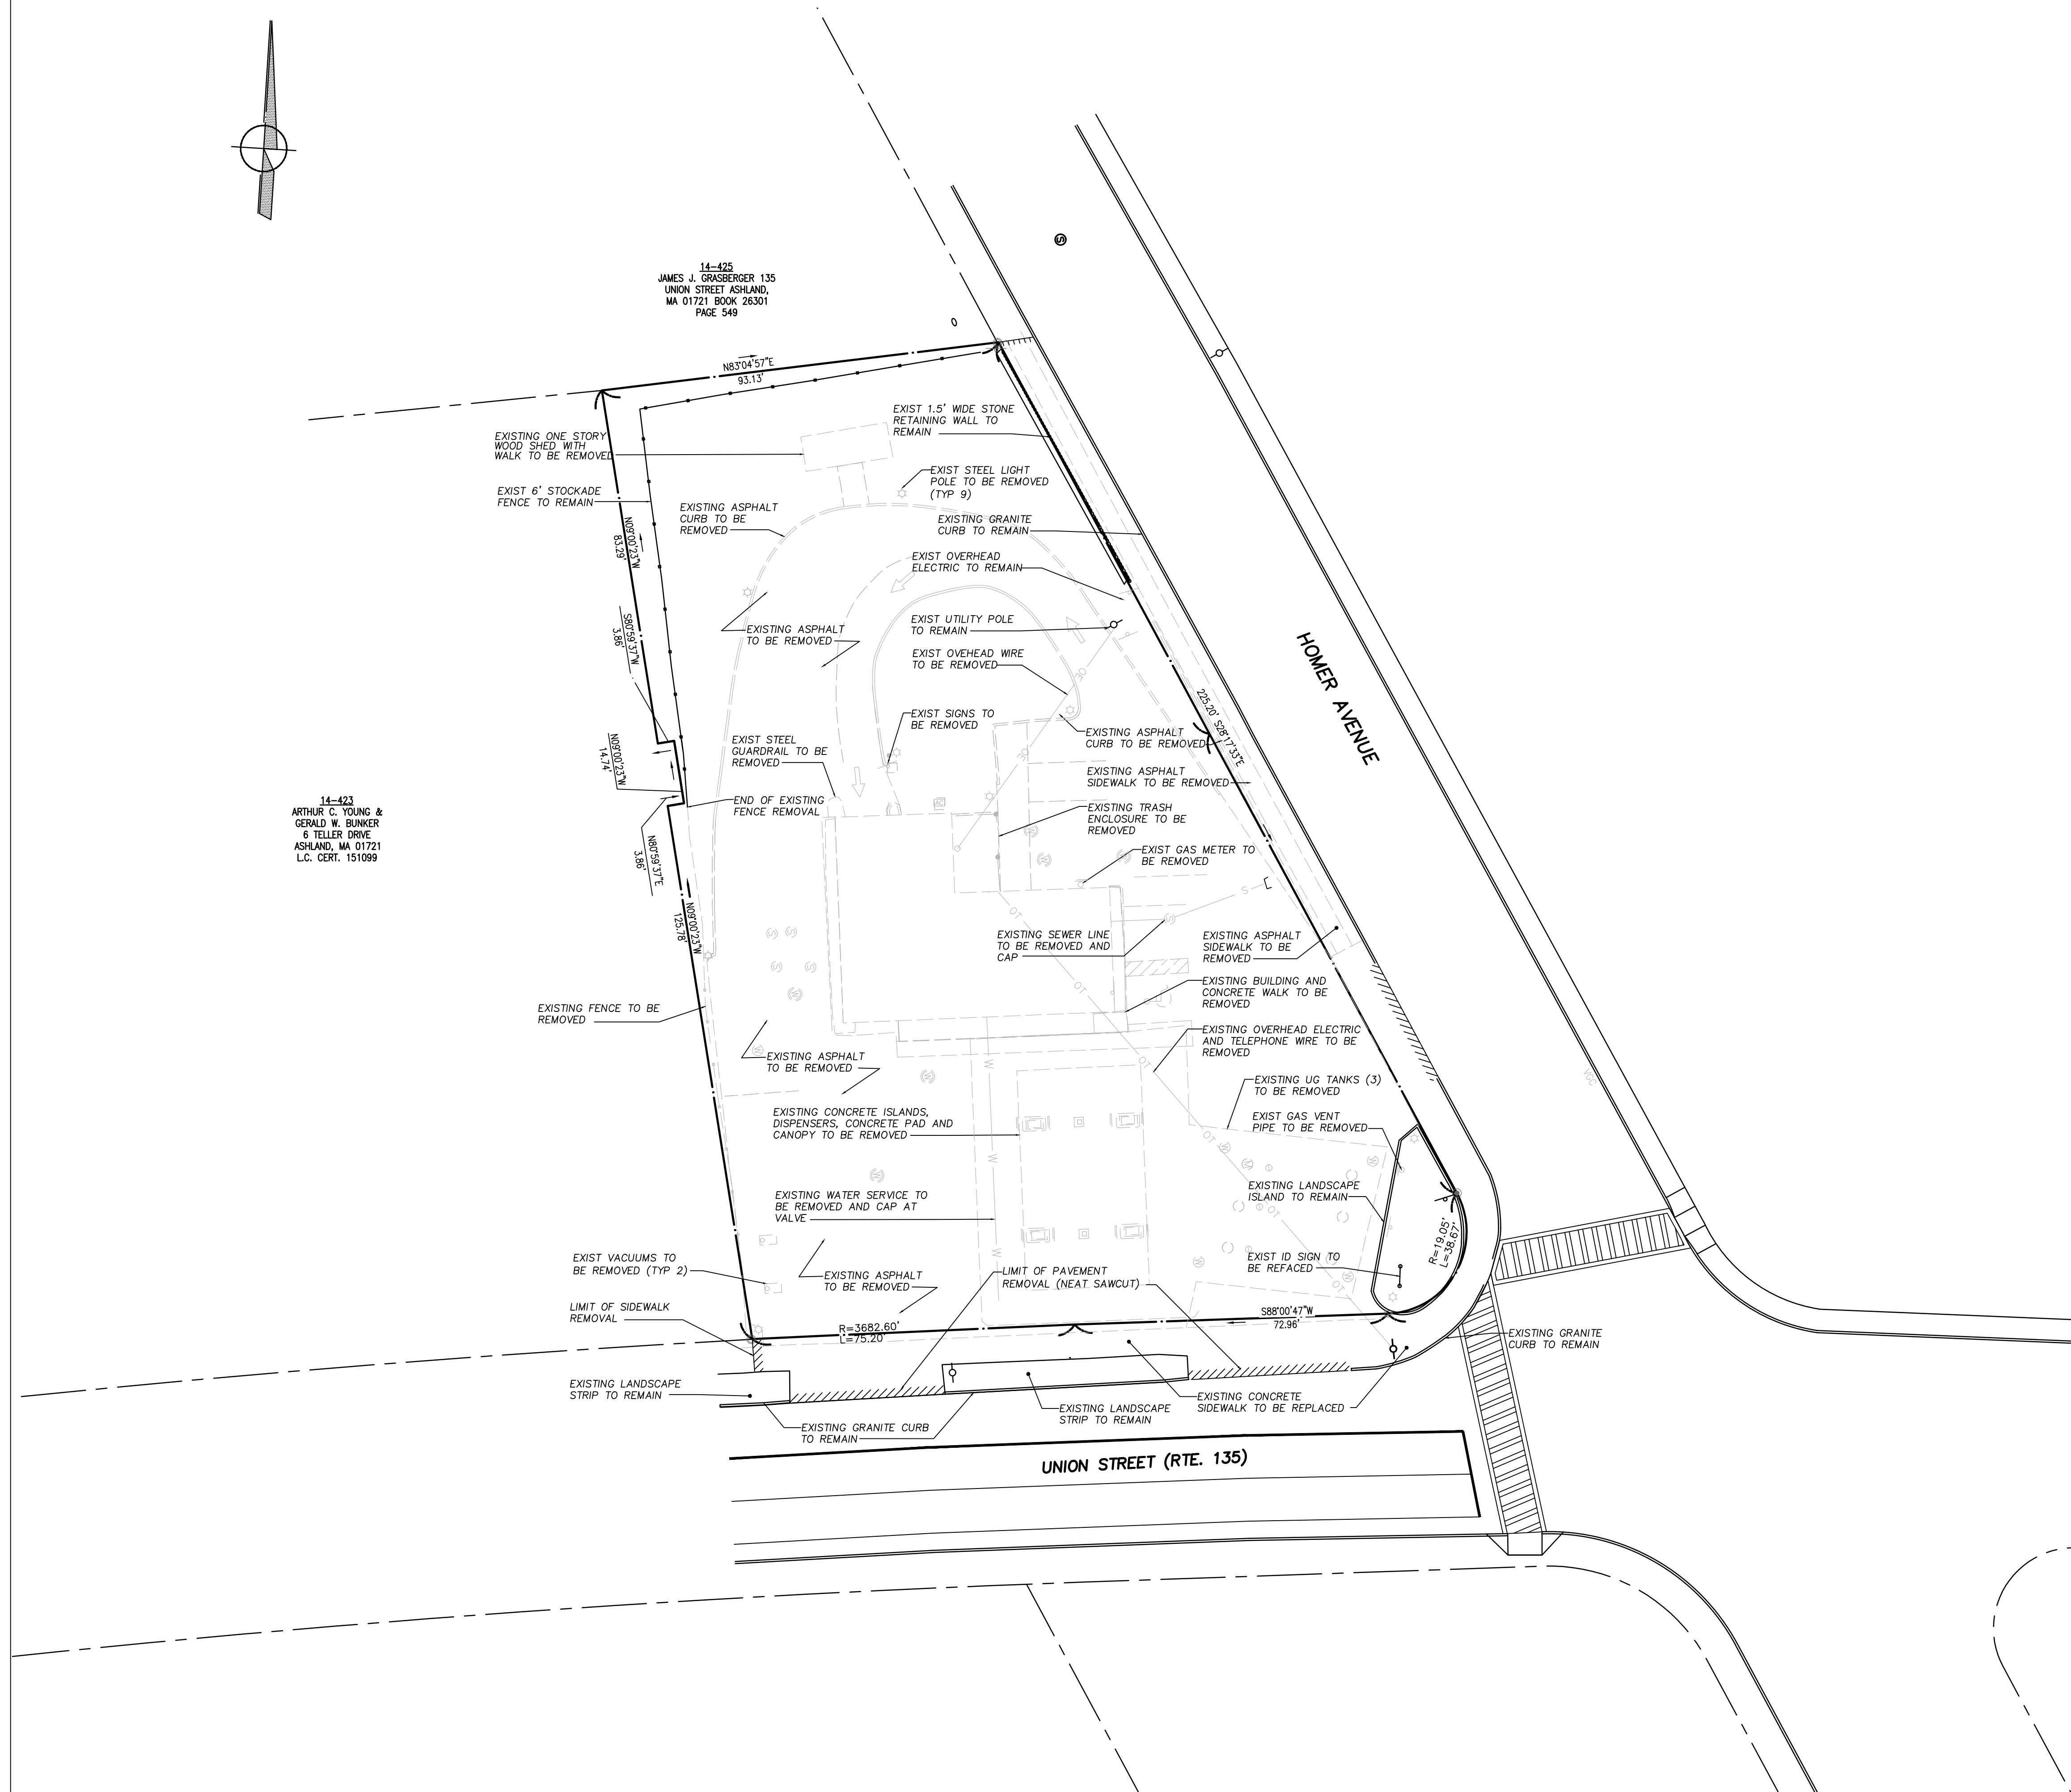 14-425
JAMES J. GRASBERGER 135
UNION STREET ASHLAND,
MA 01721 BOOK 26301
PAGE 549
N83°04'57"E
93.13'
EXIST 1.5' WIDE STONE
RETAINING WALL TO
REMAIN
EXISTING ONE STORY
WOOD SHED WITH
WALK TO BE REMOVED
EXIST STEEL LIGHT
POLE TO BE REMOVED
(TYP 9)
EXIST 6' STOCKADE
FENCE TO REMAIN
EXISTING ASPHALT
CURB TO BE
REMOVED
EXISTING GRANITE
CURB TO REMAIN
N09°00'23"W
83.29'
EXIST OVERHEAD
ELECTRIC TO REMAIN
EXIST UTILITY POLE
TO REMAIN
EXISTING ASPHALT
TO BE REMOVED
S80°59'37"W
3.86'
EXIST OVEHEAD WIRE
TO BE REMOVED
HOMER AVENUE
OE
225.20' S28°17'33"E
EXIST SIGNS TO
BE REMOVED
EXISTING ASPHALT
CURB TO BE REMOVED
EXIST STEEL
GUARDRAIL TO BE
REMOVED
OE
N09°00'23"W
14.74'
EXISTING ASPHALT
SIDEWALK TO BE REMOVED
END OF EXISTING
FENCE REMOVAL
EXISTING TRASH
ENCLOSURE TO BE
REMOVED
14-423
ARTHUR C. YOUNG &
GERALD W. BUNKER
6 TELLER DRIVE
ASHLAND, MA 01721
L.C. CERT. 151099
N80°59'37"E
3.86'
EXIST GAS METER TO
BE REMOVED
S
OT
N09°00'23"W
125.78'
EXISTING SEWER LINE
TO BE REMOVED AND
CAP
EXISTING ASPHALT
SIDEWALK TO BE
REMOVED
OT
EXISTING BUILDING AND
CONCRETE WALK TO BE
REMOVED
EXISTING FENCE TO BE
REMOVED
EXISTING OVERHEAD ELECTRIC
AND TELEPHONE WIRE TO BE
REMOVED
EXISTING ASPHALT
TO BE REMOVED
W
OT
VGC
EXISTING UG TANKS (3)
TO BE REMOVED
EXISTING CONCRETE ISLANDS,
DISPENSERS, CONCRETE PAD AND
CANOPY TO BE REMOVED
EXIST GAS VENT
PIPE TO BE REMOVED
W
OT
EXISTING LANDSCAPE
ISLAND TO REMAIN
EXISTING WATER SERVICE TO
BE REMOVED AND CAP AT
VALVE
OT
R=19.05'
L=38.67'
W
EXIST VACUUMS TO
BE REMOVED (TYP 2)
EXIST ID SIGN TO
BE REFACED
EXISTING ASPHALT
TO BE REMOVED
LIMIT OF PAVEMENT
REMOVAL (NEAT SAWCUT)
OT
LIMIT OF SIDEWALK
REMOVAL
R=3682.60'
L=75.20'
S88°00'47"W
72.96'
EXISTING GRANITE
CURB TO REMAIN
EXISTING LANDSCAPE
STRIP TO REMAIN
EXISTING CONCRETE
SIDEWALK TO BE REPLACED
EXISTING LANDSCAPE
STRIP TO REMAIN
EXISTING GRANITE CURB
TO REMAIN
UNION STREET (RTE. 135)